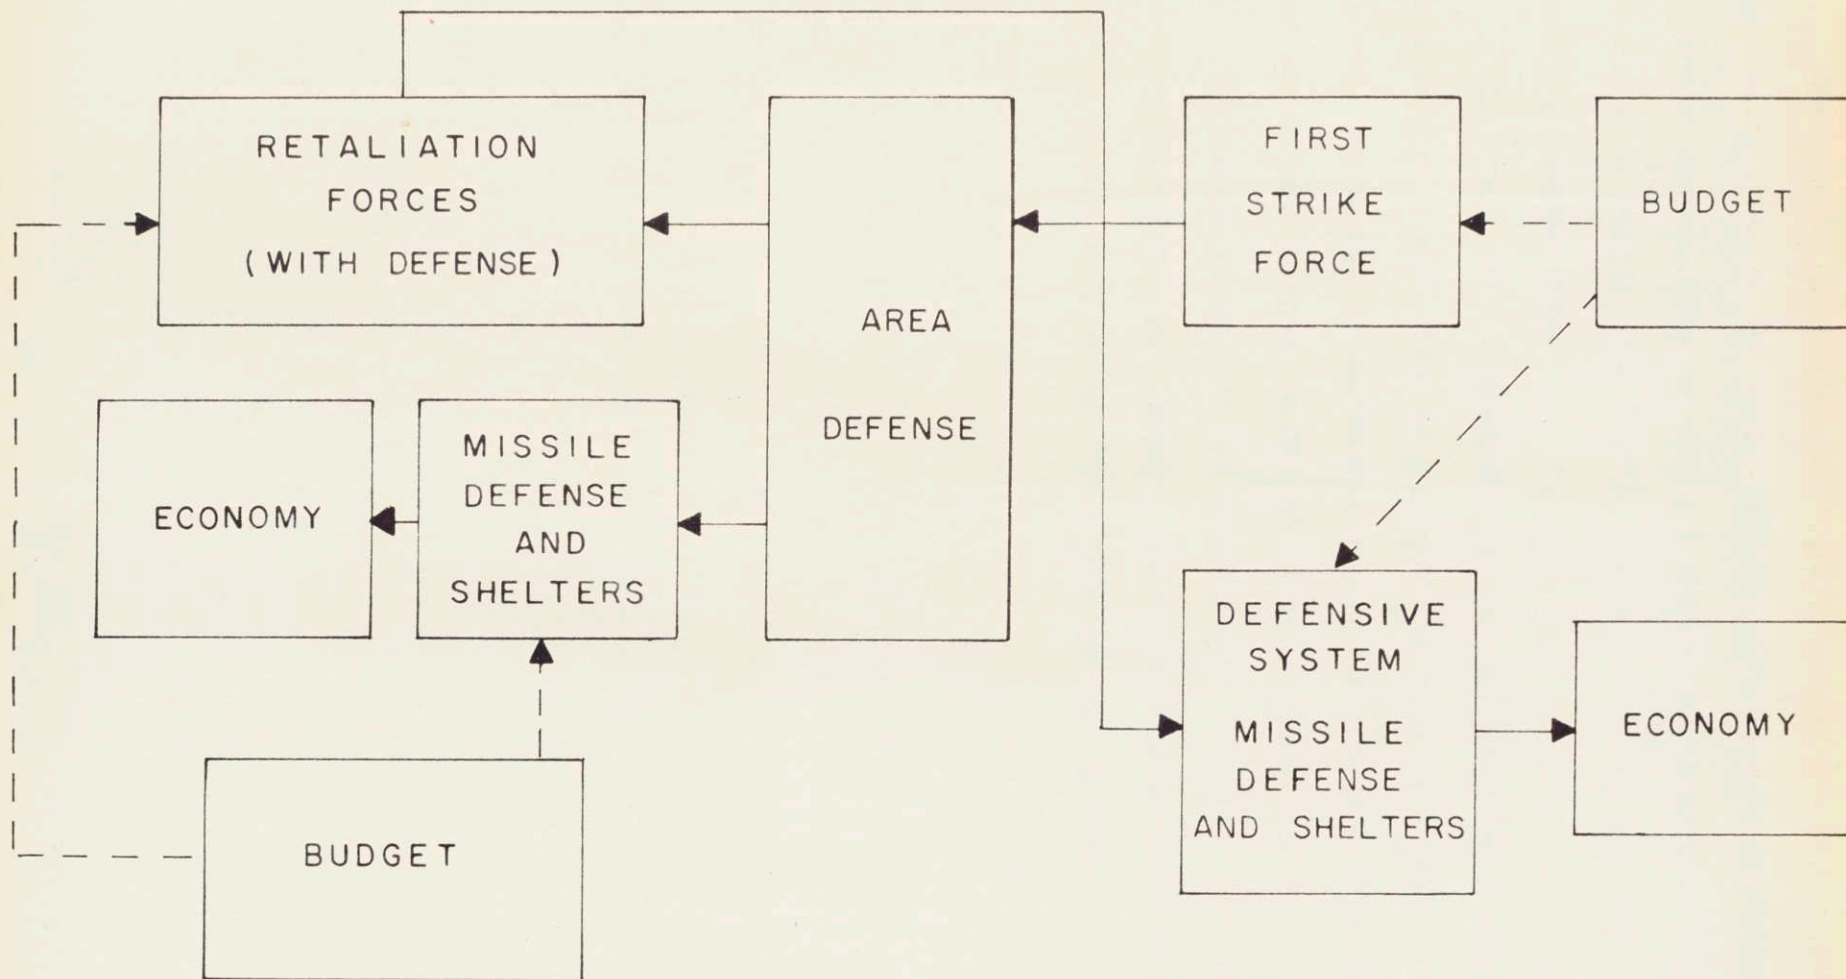 RETALIATION
FORCES
(WITH DEFENSE)
AREA
DEFENSE
FIRST
STRIKE
FORCE
BUDGET
ECONOMY
MISSILE
DEFENSE
AND
SHELTERS
DEFENSIVE
SYSTEM
MISSILE
DEFENSE
AND SHELTERS
ECONOMY
BUDGET